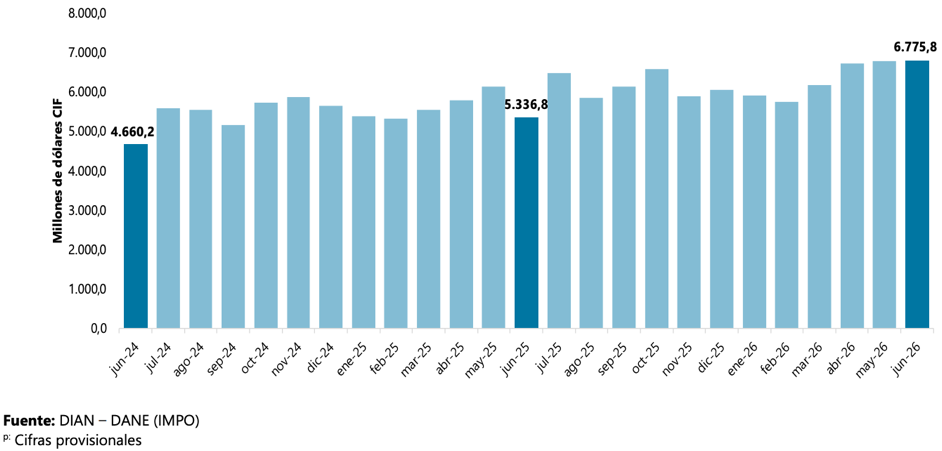 8.000,0
7.000,0
6.000,0
5.000,0
4.000,0
3.000,0
2.000,0
1.000,0
0,0
Millones de dólares CIF
4.660,2
5.336,8
6.775,8
jun-24
jul-24
ago-24
sep-24
oct-24
nov-24
dic-24
ene-25
feb-25
mar-25
abr-25
may-25
jun-25
jul-25
ago-25
sep-25
oct-25
nov-25
dic-25
ene-26
feb-26
mar-26
abr-26
may-26
jun-26
Fuente: DIAN – DANE (IMPO)
p: Cifras provisionales